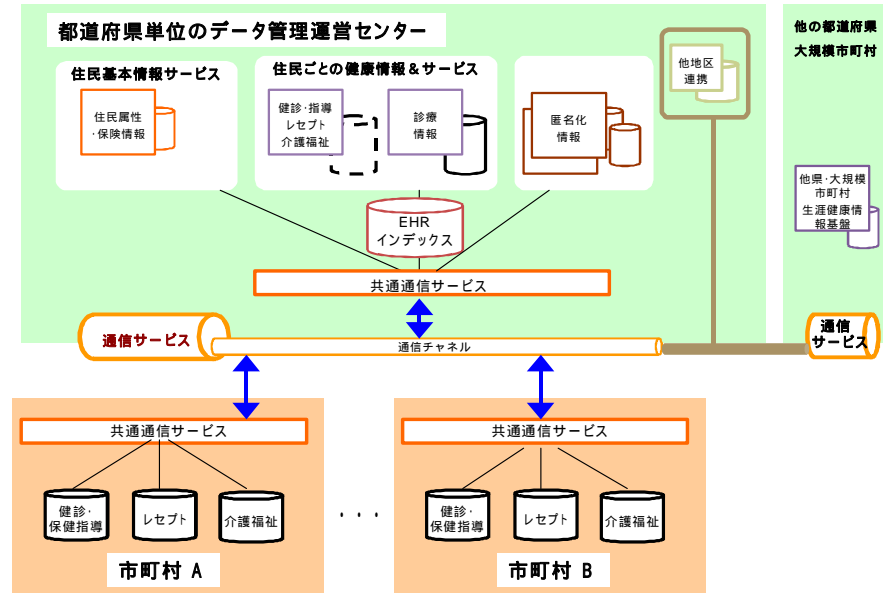 都道府県単位のデータ管理運営センター
住民基本情報サービス
住民属性
・保険情報
住民ごとの健康情報＆サービス
健診・指導
レセプト
介護福祉
診療
情報
匿名化
情報
他地区
連携
他の都道府県
大規模市町村
他県・大規模
市町村
生涯健康情
報基盤
EHR
インデックス
共通通信サービス
通信サービス
通信チャネル
通信
サービス
共通通信サービス
健診・
保健指導
レセプト
介護福祉
市町村 A
・・・
共通通信サービス
健診・
保健指導
レセプト
介護福祉
市町村 B